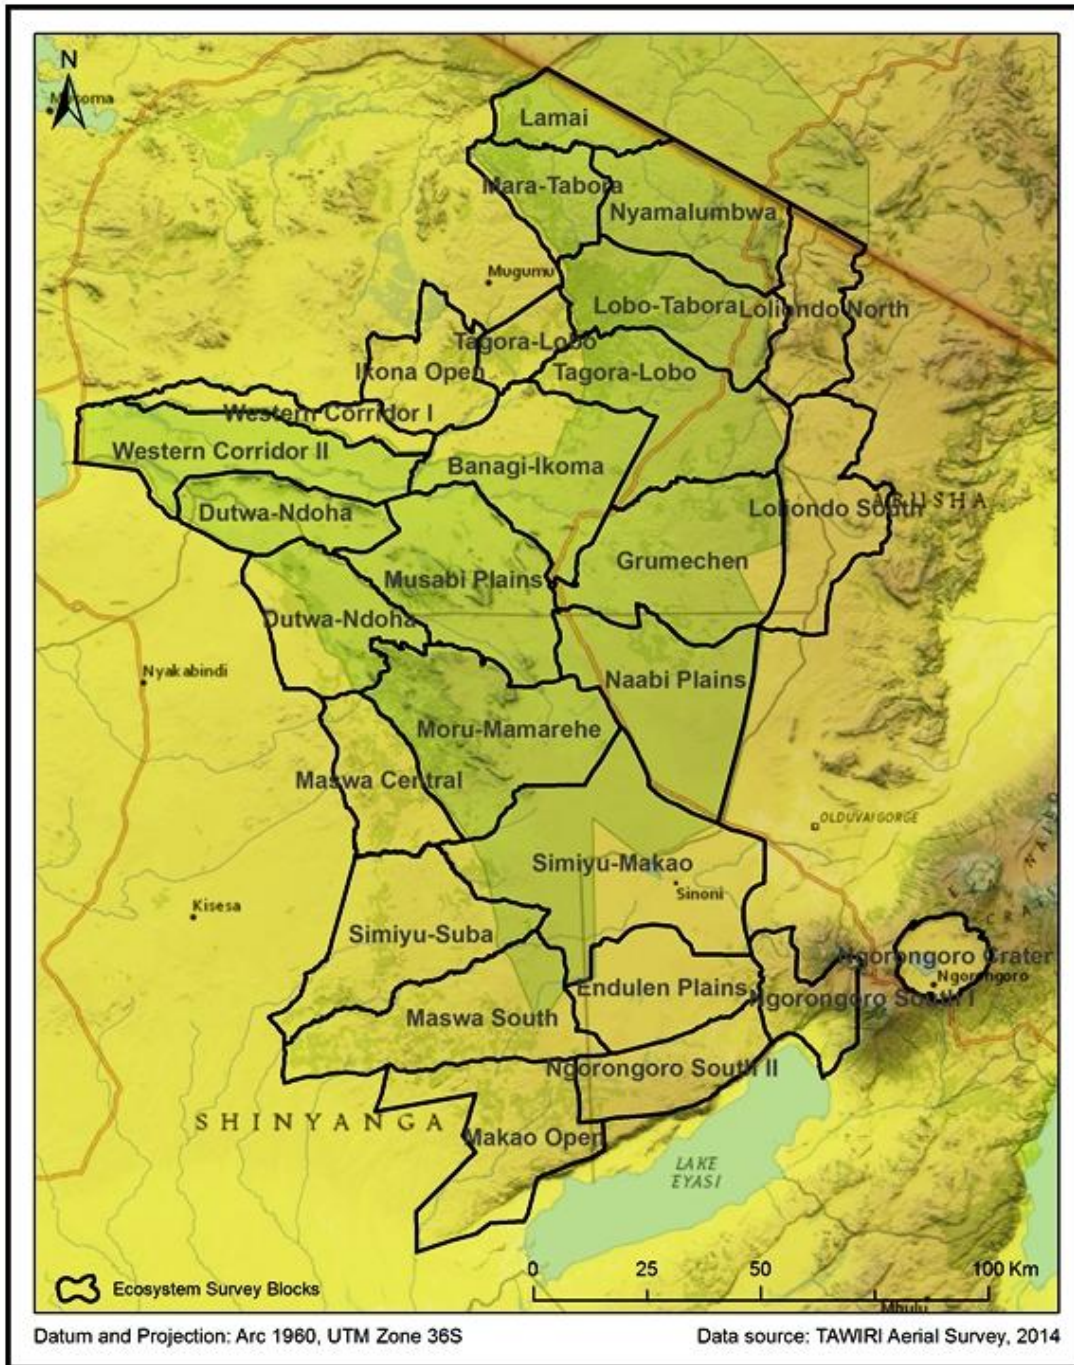 N
Lamai
Mara-Tabora
Nyamalumbwa
Mugumu
Lobo-Tabora
Loliondo North
Tagora-Lobo
Ikona Open
Tagora-Lobo
Western Corridor I
Western Corridor II
Banagi-Ikoma
Dutwa-Ndoha
Loliondo South
ARUSHA
Grumechen
Musabi Plains
Dutwa-Ndoha
Nyakabindi
Naabi Plains
Moru-Mamarehe
Maswa Central
OLDUVAI GORGE
Simiyu-Makao
Sinoni
Kisesa
Simiyu-Suba
Ngorongoro Crater
Ngorongoro
Endulen Plains
Ngorongoro South I
Maswa South
Ngorongoro South II
SHINYANGA
Makao Open
LAKE
EYASI
0 25 50 100 Km
Ecosystem Survey Blocks
Datum and Projection: Arc 1960, UTM Zone 36S
Data source: TAWIRI Aerial Survey, 2014